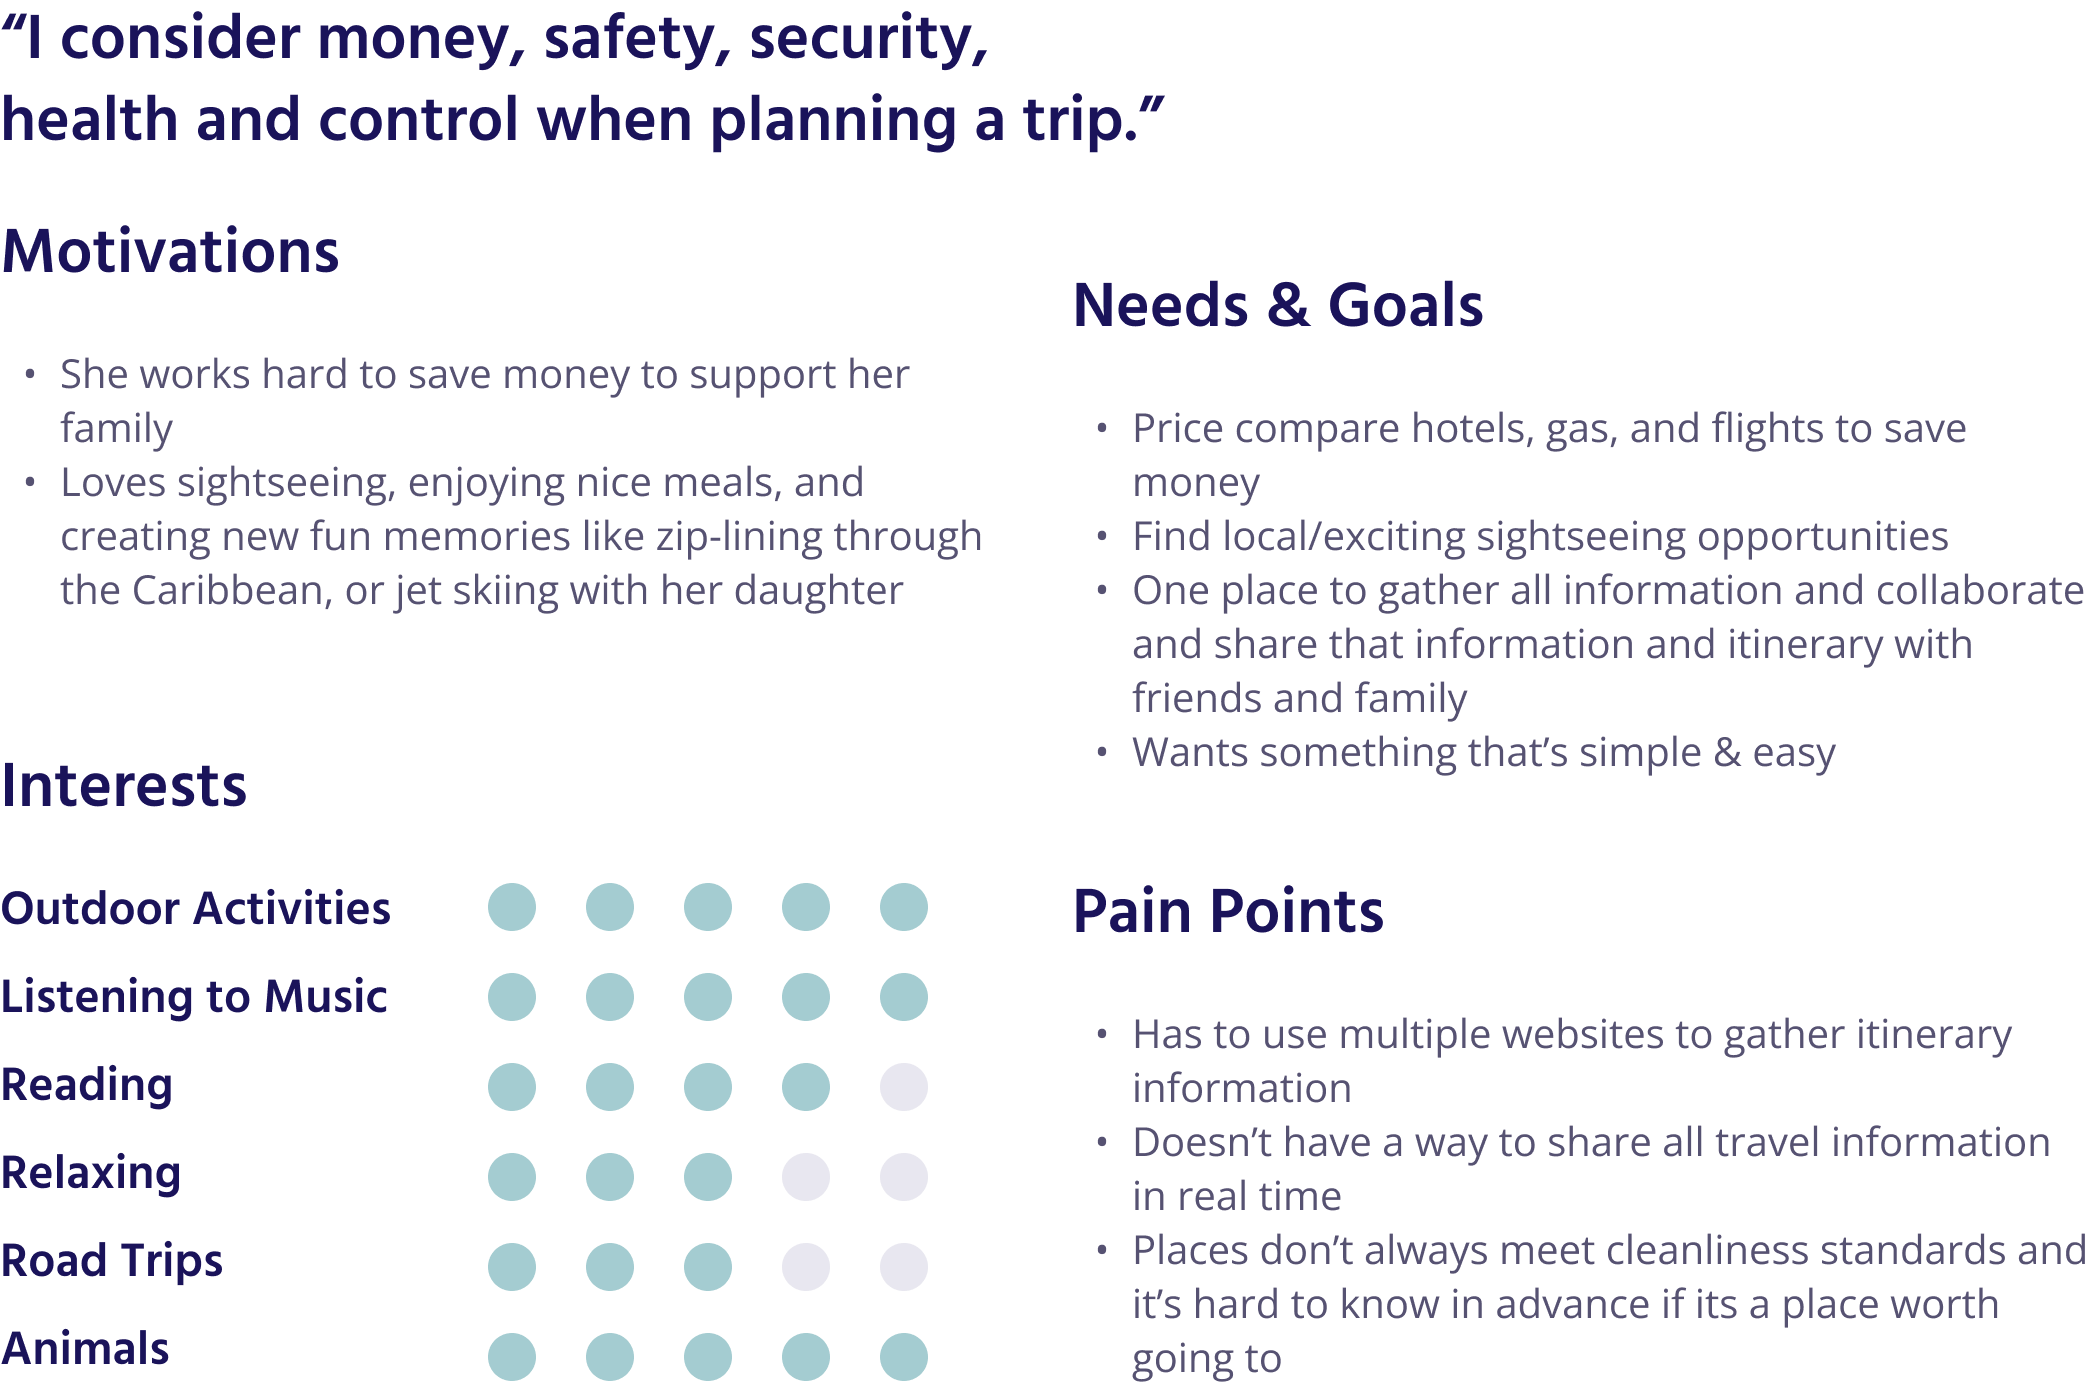 “I consider money, safety, security,
health and control when planning a trip.”
Motivations
• She works hard to save money to support her
family
• Loves sightseeing, enjoying nice meals, and
creating new fun memories like zip-lining through
the Caribbean, or jet skiing with her daughter
Interests
Outdoor Activities
Listening to Music
Reading
Relaxing
Road Trips
Animals
Needs & Goals
• Price compare hotels, gas, and flights to save
money
• Find local/exciting sightseeing opportunities
• One place to gather all information and collaborate
and share that information and itinerary with
friends and family
• Wants something that’s simple & easy
Pain Points
• Has to use multiple websites to gather itinerary
information
• Doesn’t have a way to share all travel information
in real time
• Places don’t always meet cleanliness standards and
it’s hard to know in advance if its a place worth
going to